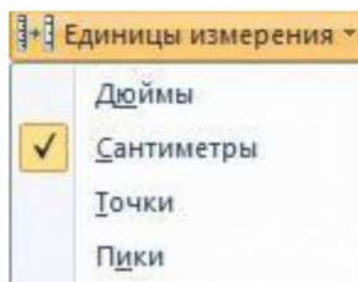 Единицы измерения
Дюймы
Сантиметры
Точки
Пики